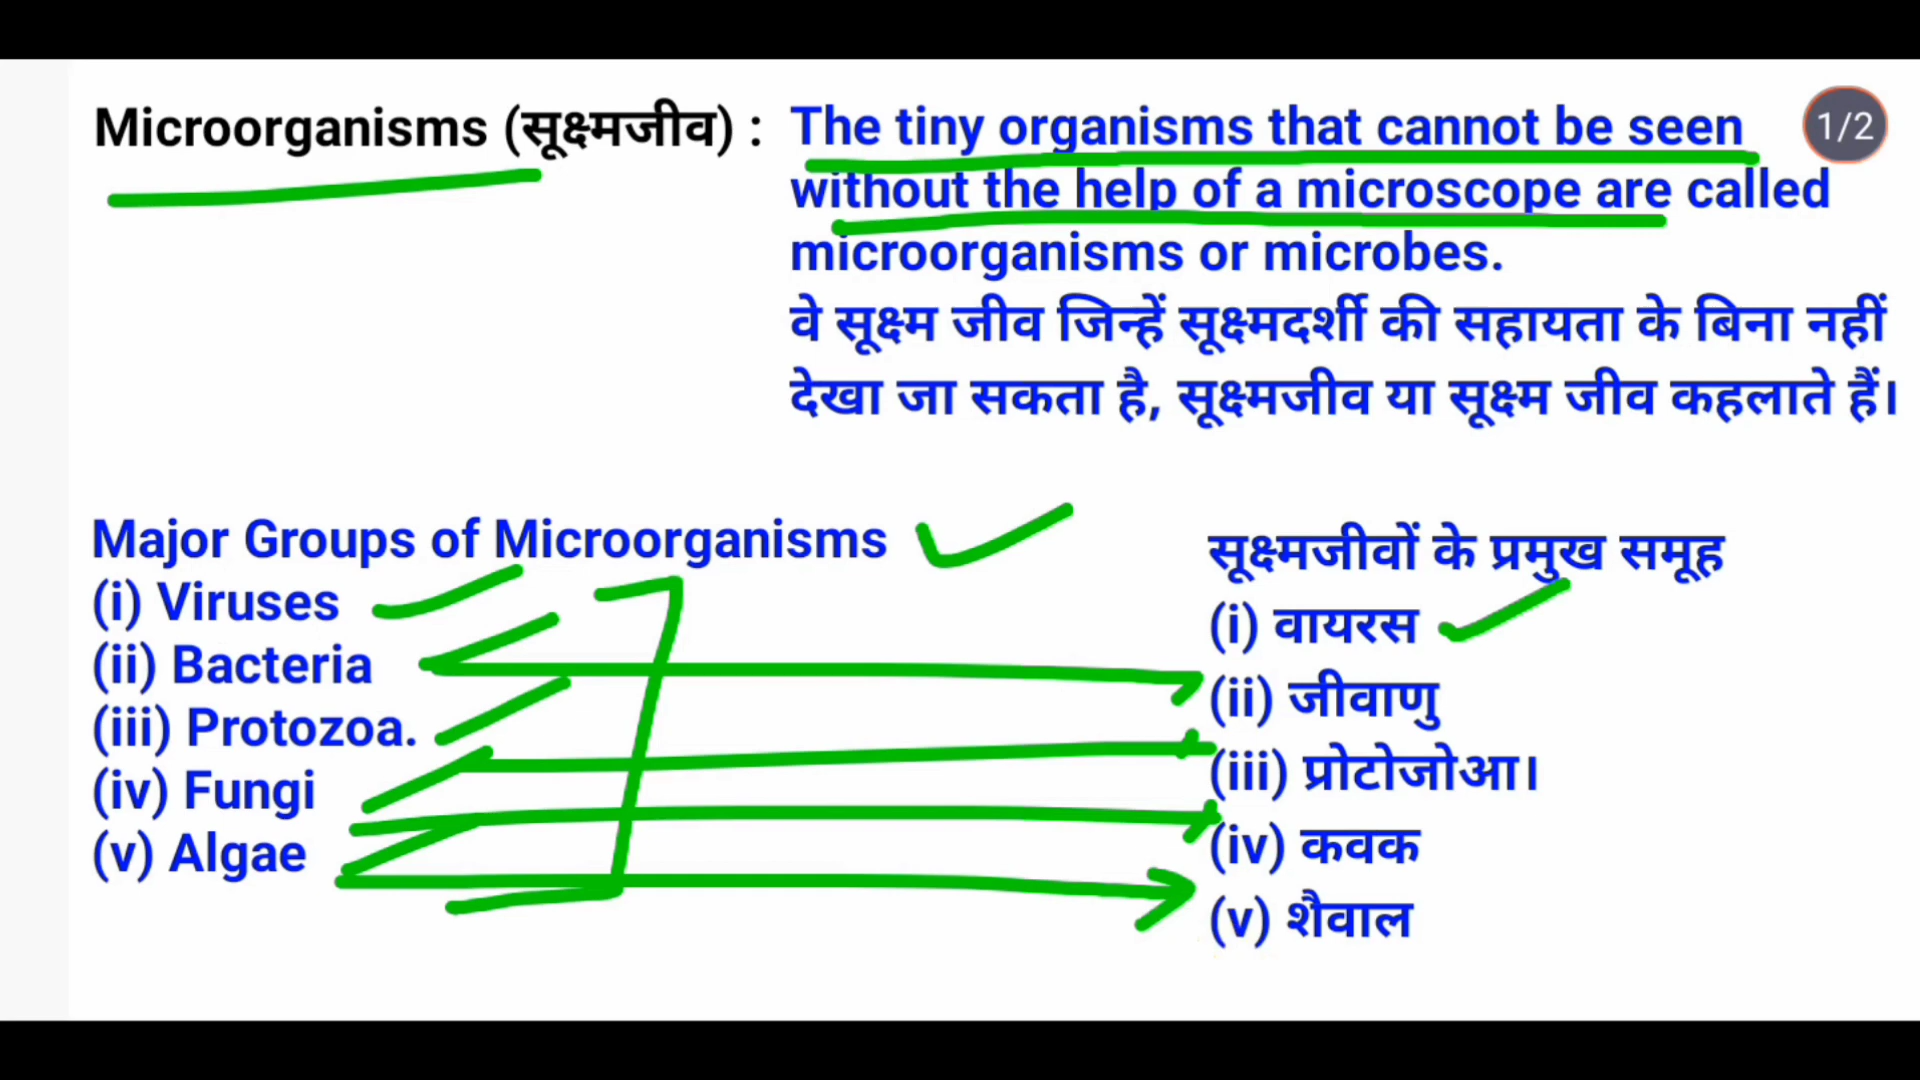 Microorganisms (सूक्ष्मजीव) : The tiny organisms that cannot be seen
without the help of a microscope are called
microorganisms or microbes.
वे सूक्ष्म जीव जिन्हें सूक्ष्मदर्शी की सहायता के बिना नहीं
देखा जा सकता है, सूक्ष्मजीव या सूक्ष्म जीव कहलाते हैं।
1/2
Major Groups of Microorganisms
(i) Viruses
(ii) Bacteria
(iii) Protozoa.
(iv) Fungi
(v) Algae
सूक्ष्मजीवों के प्रमुख समूह
(i) वायरस
(ii) जीवाणु
(iii) प्रोटोजोआ।
(iv) कवक
(v) शैवाल